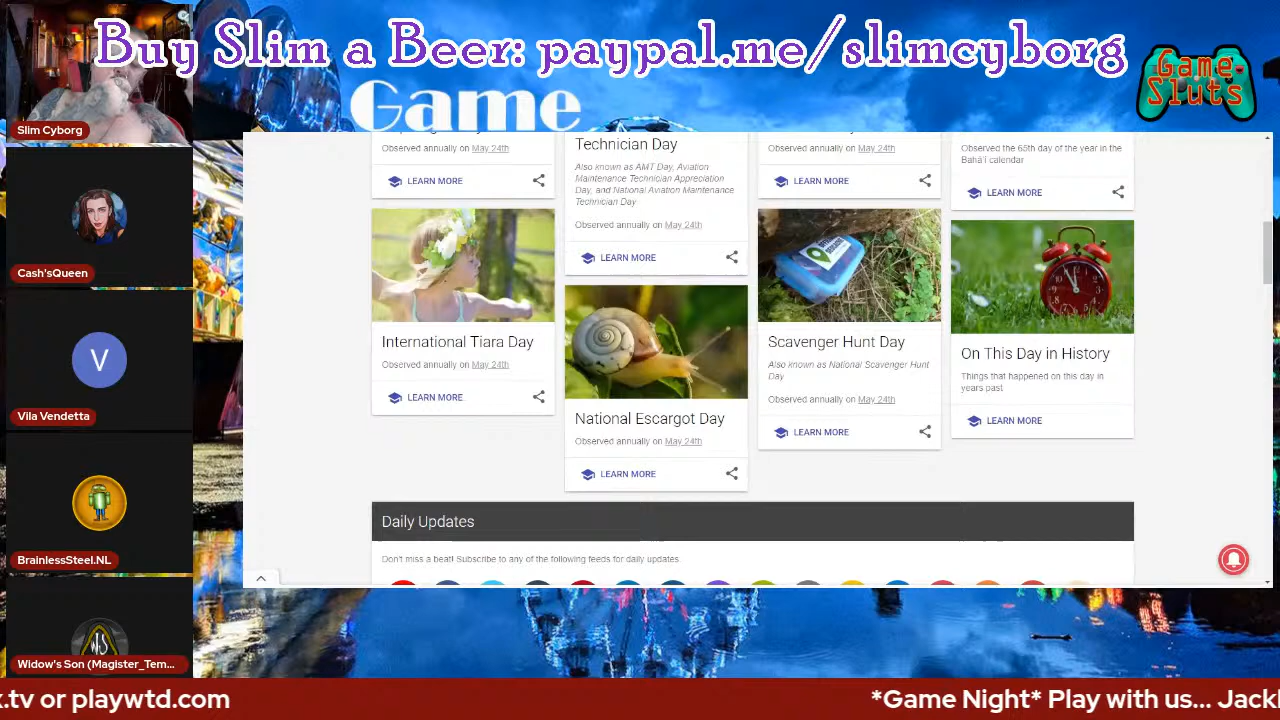 Buy Slim a Beer: paypal.me/slimcyborg
Game-
Sluts
Game
Slim Cyborg
Cash'sQueen
V
Vila Vendetta
BrainlessSteel.NL
WS
Widow's Son (Magister_Tem...
Observed annually on May 24th
LEARN MORE
International Tiara Day
Observed annually on May 24th
LEARN MORE
Technician Day
Also known as AMT Day, Aviation
Maintenance Technician Appreciation
Day, and National Aviation Maintenance
Technician Day
Observed annually on May 24th
LEARN MORE
National Escargot Day
Observed annually on May 24th
LEARN MORE
Observed annually on May 24th
LEARN MORE
Scavenger Hunt Day
Also known as National Scavenger Hunt
Day
Observed annually on May 24th
LEARN MORE
Observed the 65th day of the year in the
Bahá'í calendar
LEARN MORE
On This Day in History
Things that happened on this day in
years past
LEARN MORE
Daily Updates
Don't miss a beat! Subscribe to any of the following feeds for daily updates.
.tv or playwtd.com
*Game Night* Play with us... Jack